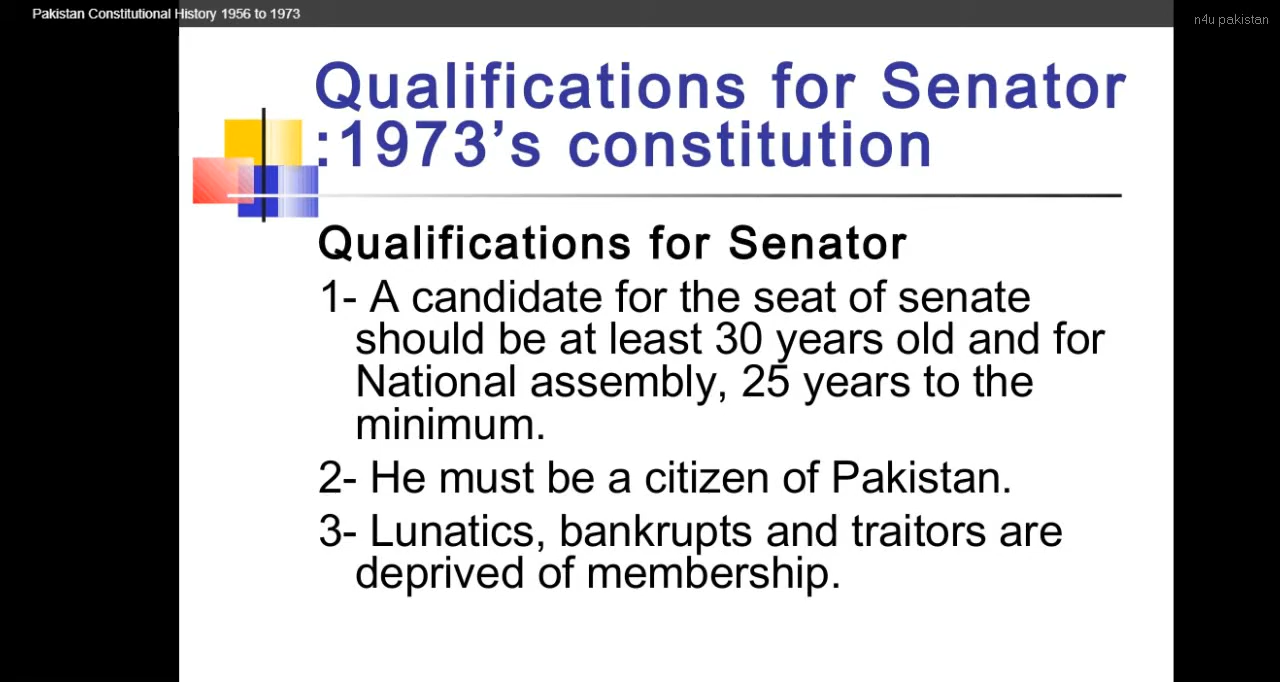 Pakistan Constitutional History 1956 to 1973
n4u pakistan
Qualifications for Senator
:1973’s constitution
Qualifications for Senator
1- A candidate for the seat of senate
should be at least 30 years old and for
National assembly, 25 years to the
minimum.
2- He must be a citizen of Pakistan.
3- Lunatics, bankrupts and traitors are
deprived of membership.